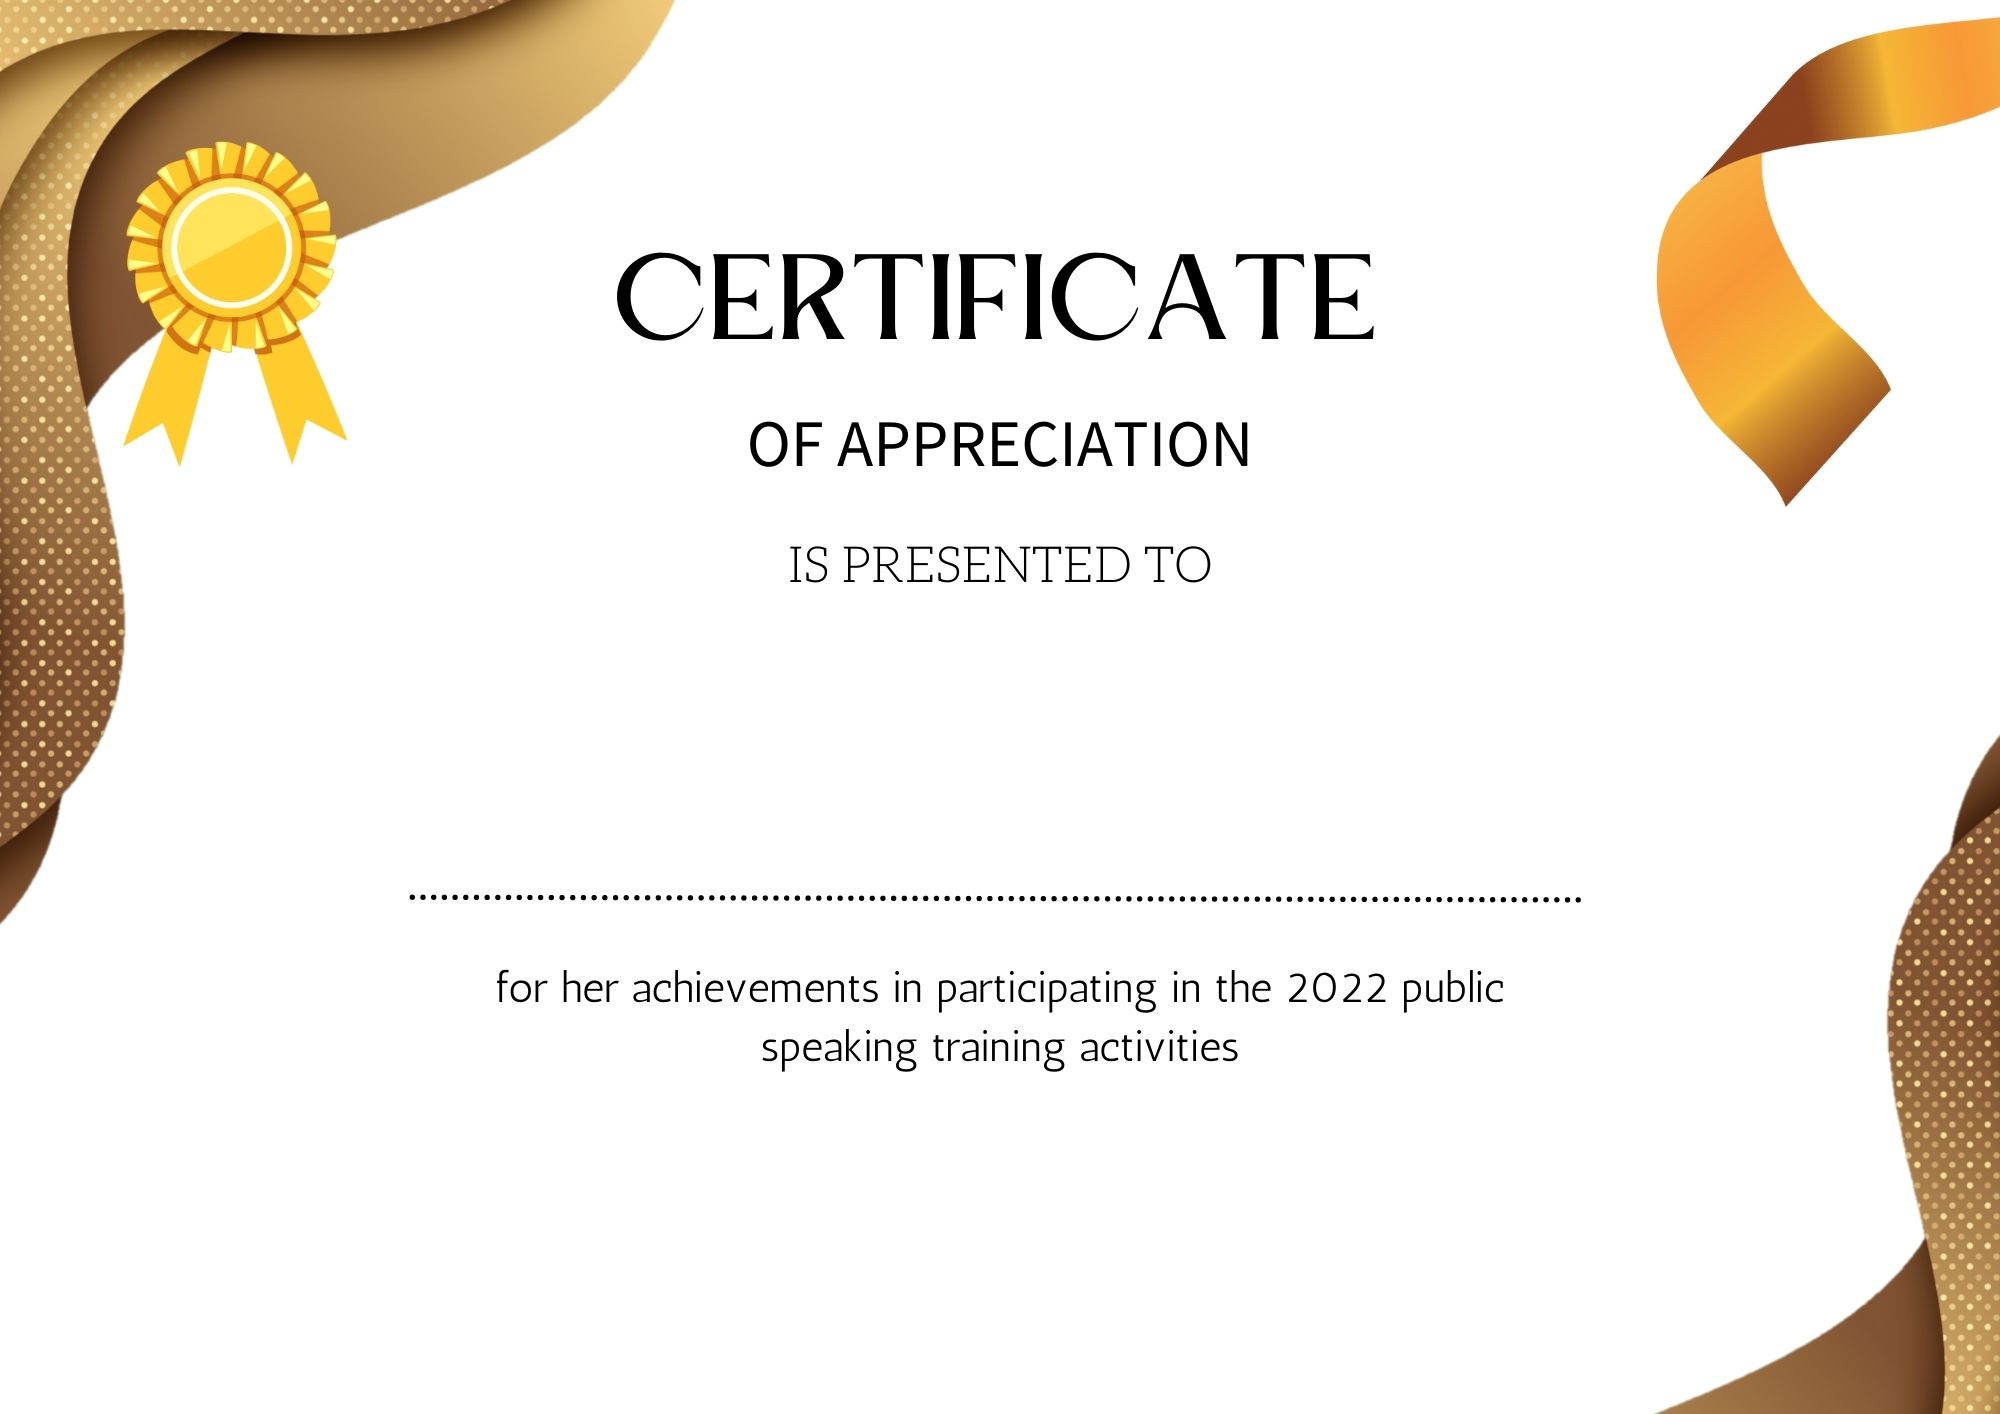 CERTIFICATE
OF APPRECIATION
IS PRESENTED TO
for her achievements in participating in the 2022 public
speaking training activities